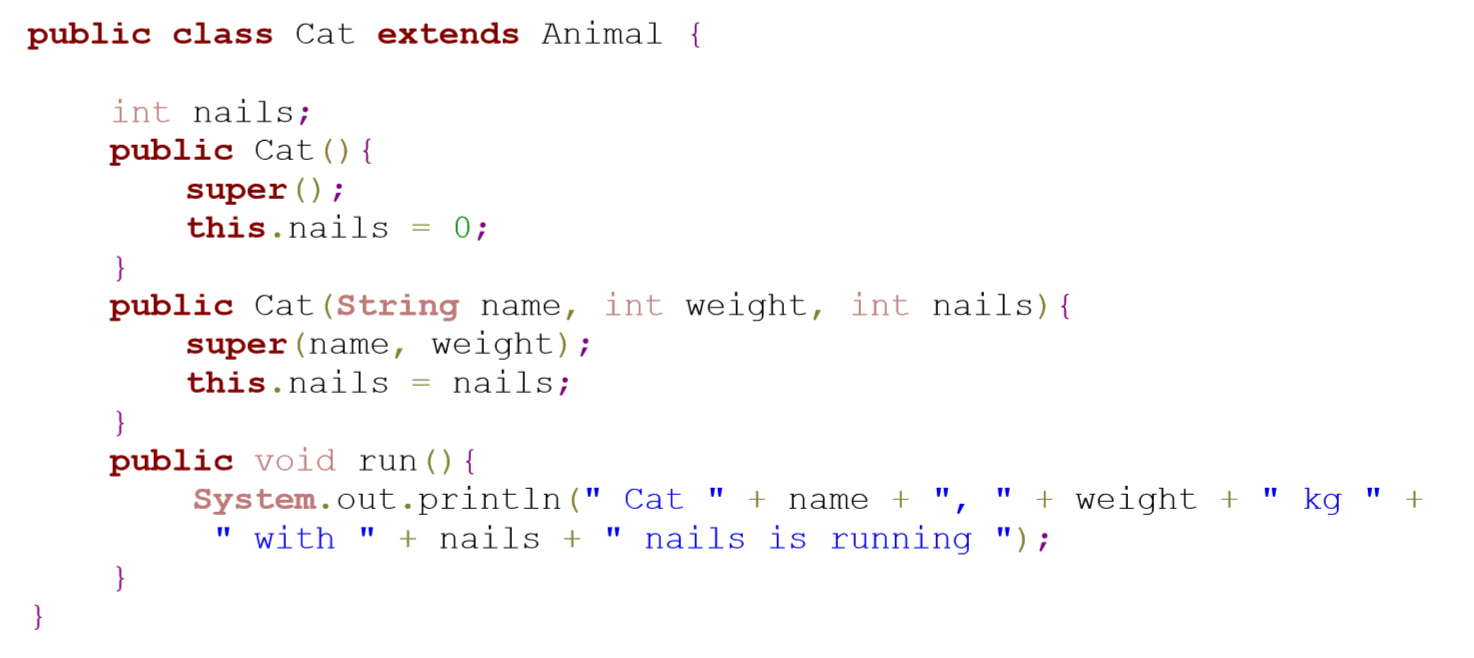 public class Cat extends Animal {
int nails;
public Cat(){
super();
this.nails = 0;
}
public Cat(String name, int weight, int nails){
super(name, weight);
this.nails = nails;
}
public void run(){
System.out.println(" Cat " + name + ", " + weight + " kg " +
" with " + nails + " nails is running ");
}
}